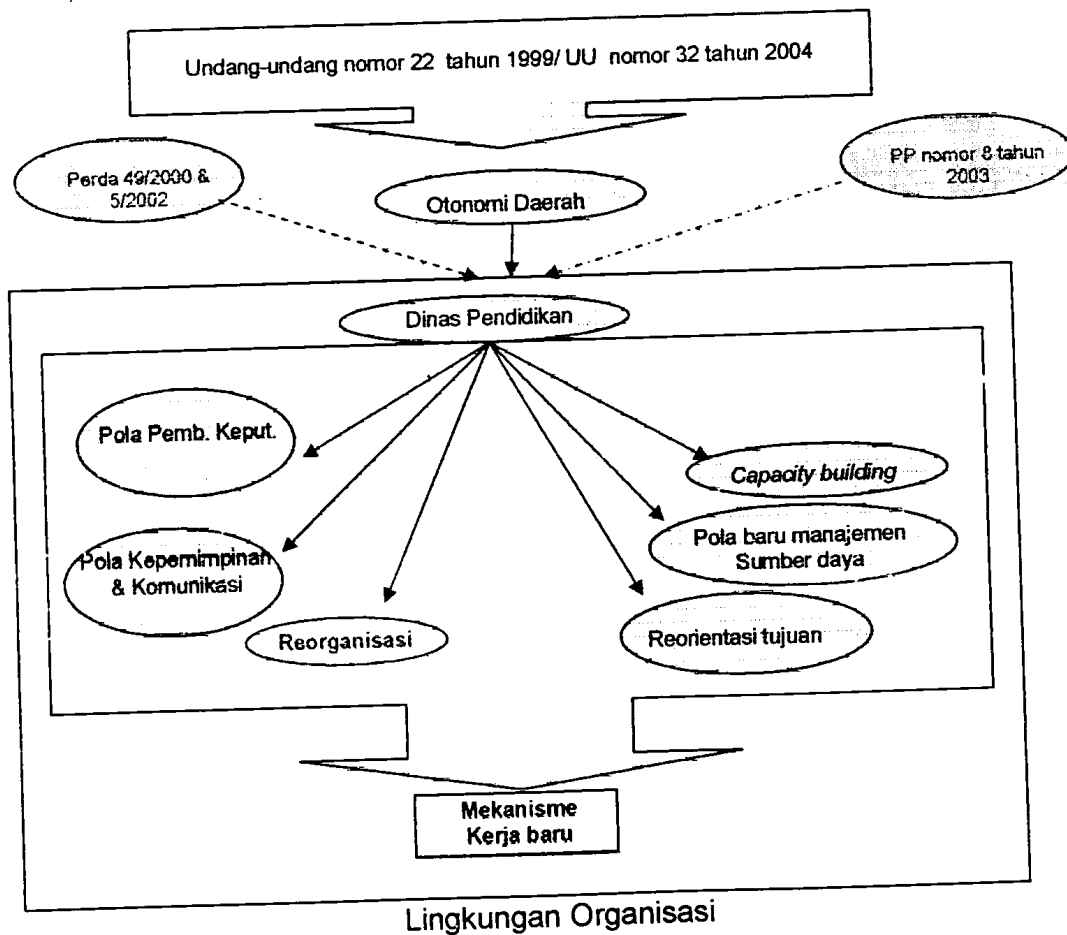 Undang-undang nomor 22 tahun 1999/ UU nomor 32 tahun 2004
Perda 49/2000 &
5/2002
PP nomor 8 tahun
2003
Otonomi Daerah
Dinas Pendidikan
Pola Pemb. Keput.
Capacity building
Pola Kepemimpinan
& Komunikasi
Pola baru manajemen
Sumber daya
Reorganisasi
Reorientasi tujuan
Mekanisme
Kerja baru
Lingkungan Organisasi